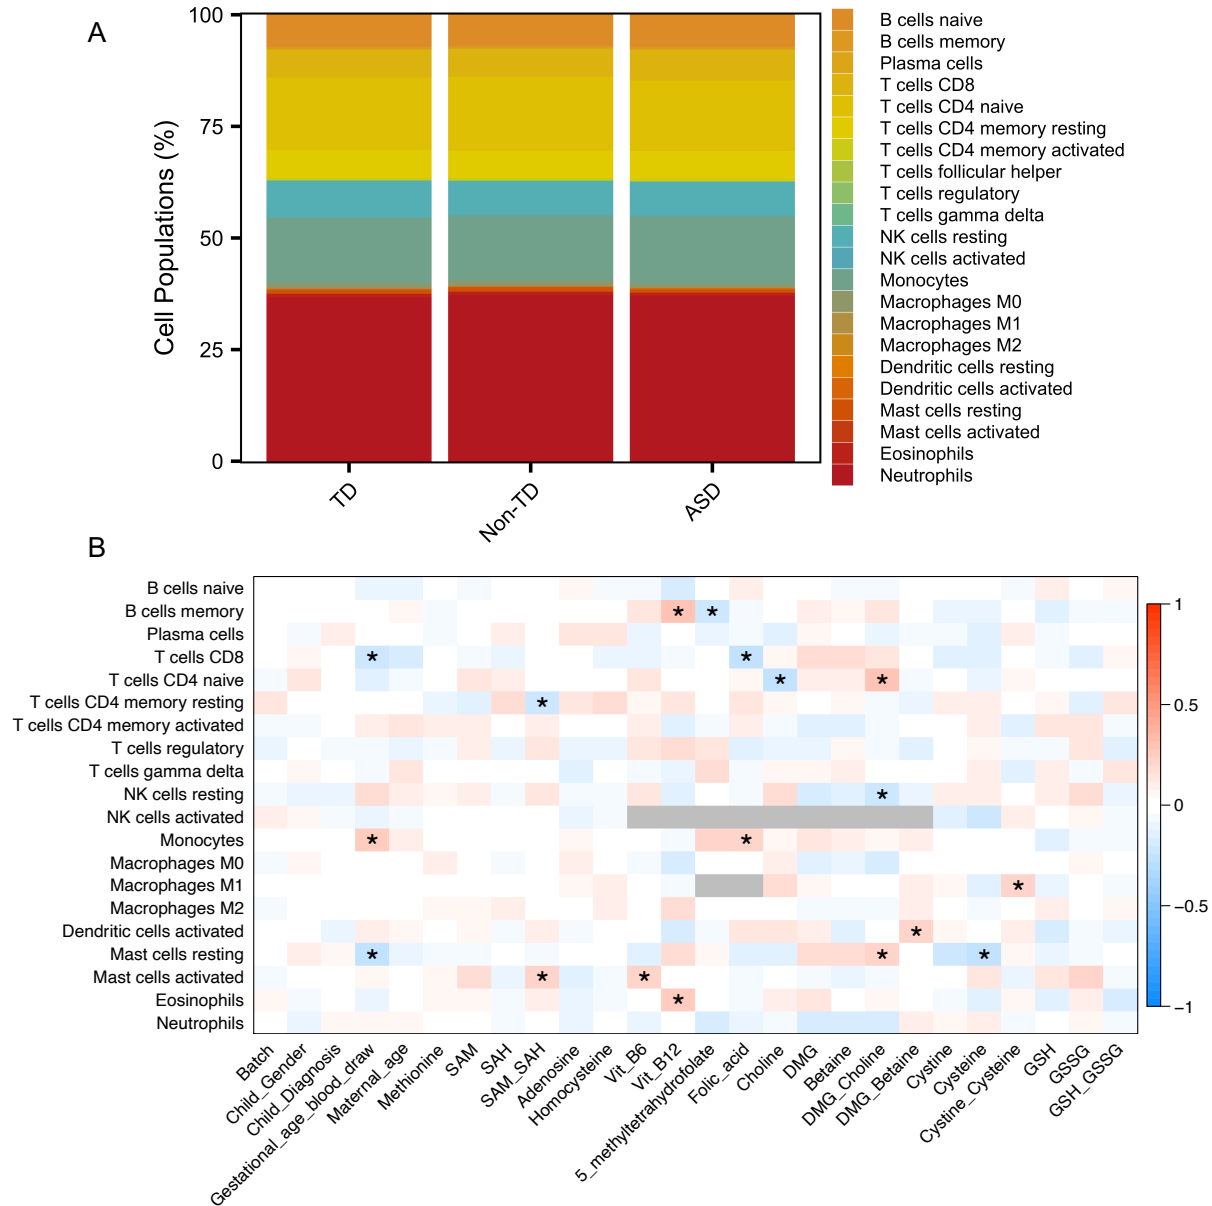 A
Cell Populations (%)
100
75
50
25
0
TD
Non-TD
ASD
B cells naive
B cells memory
Plasma cells
T cells CD8
T cells CD4 naive
T cells CD4 memory resting
T cells CD4 memory activated
T cells follicular helper
T cells regulatory
T cells gamma delta
NK cells resting
NK cells activated
Monocytes
Macrophages M0
Macrophages M1
Macrophages M2
Dendritic cells resting
Dendritic cells activated
Mast cells resting
Mast cells activated
Eosinophils
Neutrophils
B
B cells naive
B cells memory * *
Plasma cells
T cells CD8 * *
T cells CD4 naive * *
T cells CD4 memory resting *
T cells CD4 memory activated
T cells regulatory
T cells gamma delta
NK cells resting *
NK cells activated
Monocytes * *
Macrophages M0
Macrophages M1 *
Macrophages M2
Dendritic cells activated *
Mast cells resting * * *
Mast cells activated * *
Eosinophils *
Neutrophils
Batch
Child_Gender
Child_Diagnosis
Gestational_age_blood_draw
Maternal_age
Methionine
SAM
SAH
SAM_SAH
Adenosine
Homocysteine
Vit_B6
Vit_B12
5_methyltetrahydrofolate
Folic_acid
Choline
DMG
Betaine
DMG_Choline
DMG_Betaine
Cystine
Cysteine
Cystine_Cysteine
GSH
GSSG
GSH_GSSG
1
0.5
0
−0.5
−1